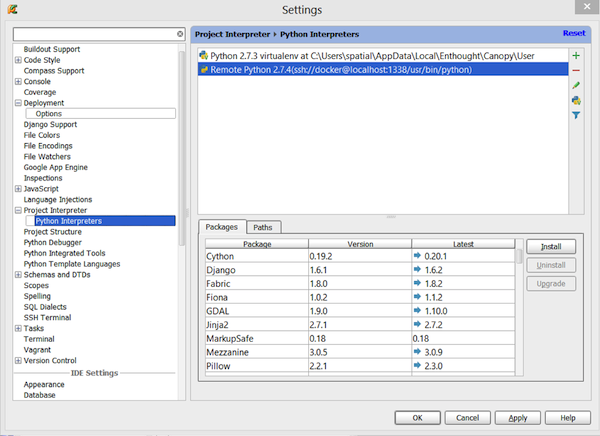 Settings
Project Interpreter ▸ Python Interpreters
Reset
Buildout Support
Code Style
Compass Support
Console
Coverage
Deployment
Options
Django Support
File Colors
File Encodings
File Watchers
Google App Engine
Inspections
JavaScript
Language Injections
Project Interpreter
Python Interpreters
Project Structure
Python Debugger
Python Integrated Tools
Python Template Languages
Schemas and DTDs
Scopes
Spelling
SQL Dialects
SSH Terminal
Tasks
Terminal
Vagrant
Version Control
IDE Settings
Appearance
Database
Python 2.7.3 virtualenv at C:\Users\spatial\AppData\Local\Enthought\Canopy\User
Remote Python 2.7.4(ssh://docker@localhost:1338/usr/bin/python)
Packages Paths
Package Version Latest
Cython 0.19.2 0.20.1
Django 1.6.1 1.6.2
Fabric 1.8.0 1.8.2
Fiona 1.0.2 1.1.2
GDAL 1.9.0 1.10.0
Jinja2 2.7.1 2.7.2
MarkupSafe 0.18 0.18
Mezzanine 3.0.5 3.0.9
Pillow 2.2.1 2.3.0
Install
Uninstall
Upgrade
OK Cancel Apply Help